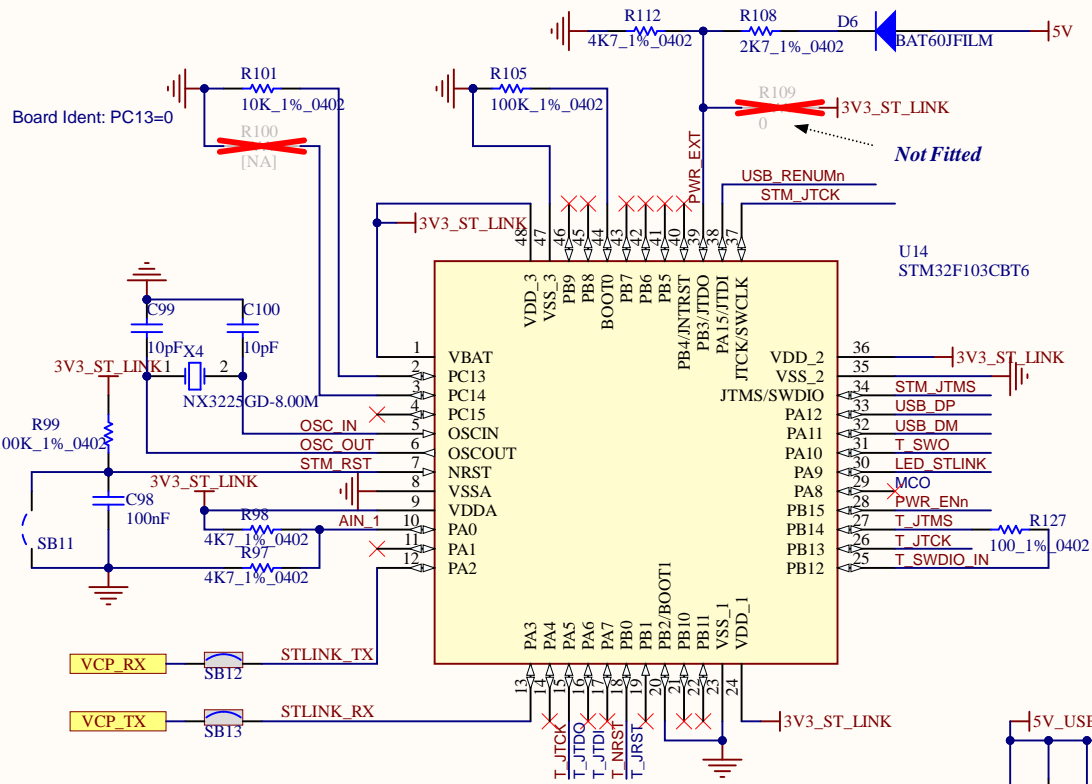 R112
4K7_1%_0402
R108
2K7_1%_0402
D6
BAT60JFILM
5V
R101
10K_1%_0402
R105
100K_1%_0402
R109
0
3V3_ST_LINK
Board Ident: PC13=0
R100
[NA]
Not Fitted
PWR_EXT
USB_RENUMn
STM_JTCK
3V3_ST_LINK
48
47
46
45
44
43
42
41
40
39
38
37
U14
STM32F103CBT6
VDD_3
VSS_3
PB9
PB8
BOOT0
PB7
PB6
PB5
PB4/JNTRST
PB3/JTDO
PA15/JTDI
JTCK/SWCLK
C99
10pF
C100
10pF
X4
1
2
NX3225GD-8.00M
3V3_ST_LINK
R99
00K_1%_0402
C98
100nF
SB11
3V3_ST_LINK
R98
4K7_1%_0402
R97
4K7_1%_0402
OSC_IN
OSC_OUT
STM_RST
AIN_1
1 VBAT
2 PC13
3 PC14
4 PC15
5 OSCIN
6 OSCOUT
7 NRST
8 VSSA
9 VDDA
10 PA0
11 PA1
12 PA2
VDD_2 36 3V3_ST_LINK
VSS_2 35
JTMS/SWDIO 34 STM_JTMS
PA12 33 USB_DP
PA11 32 USB_DM
PA10 31 T_SWO
PA9 30 LED_STLINK
PA8 29 MCO
PB15 28 PWR_ENn
PB14 27 T_JTMS
PB13 26 T_JTCK
PB12 25 T_SWDIO_IN
R127
100_1%_0402
PA3
PA4
PA5
PA6
PA7
PB0
PB1
PB2/BOOT1
PB10
PB11
VSS_1
VDD_1
13
14
15
16
17
18
19
20
21
22
23
24
VCP_RX
SB12
STLINK_TX
VCP_TX
SB13
STLINK_RX
T_JTCK
T_JTDO
T_JTDI
T_NRST
T_JRST
3V3_ST_LINK
5V_USB